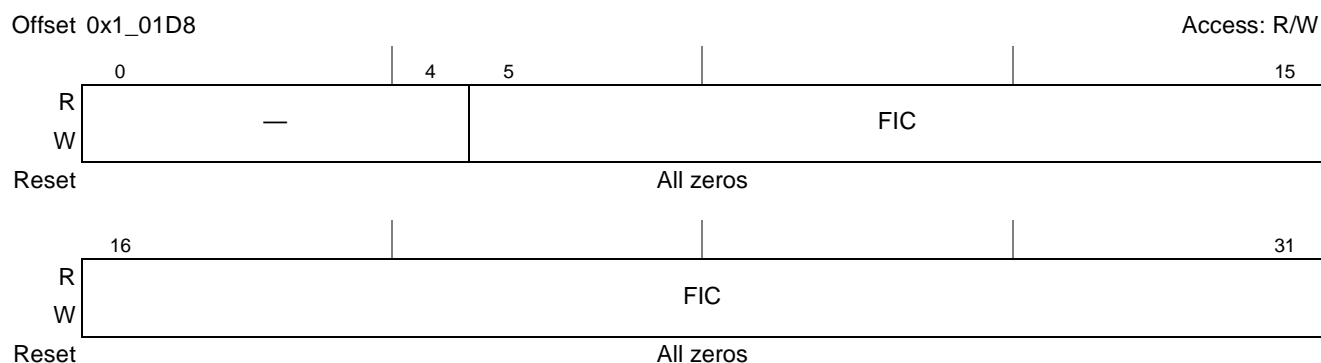 Offset 0x1_01D8 Access: R/W
0 4 5 15
R
W
— FIC
Reset All zeros
16 31
R
W
FIC
Reset All zeros